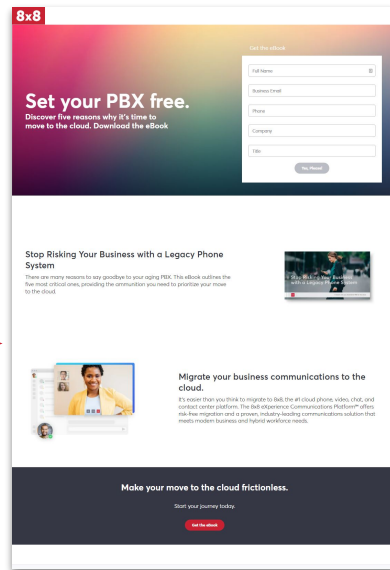 8x8
Get the eBook
Set your PBX free.
Discover five reasons why it's time to
move to the cloud. Download the eBook
Full Name
Business Email
Phone
Company
Title
Yes, Please!
Stop Risking Your Business with a Legacy Phone
System
There are many reasons to say goodbye to your aging PBX. This eBook outlines the
five most critical ones, providing the ammunition you need to prioritize your move
to the cloud.
Stop Risking Your Business
with a Legacy Phone System
Migrate your business communications to the
cloud.
It's easier than you think to migrate to 8x8, the #1 cloud phone, video, chat, and
contact center platform. The 8x8 eXperience Communications Platform™ offers
risk-free migration and a proven, industry-leading communications solution that
meets modern business and hybrid workforce needs.
Make your move to the cloud frictionless.
Start your journey today.
Get the eBook